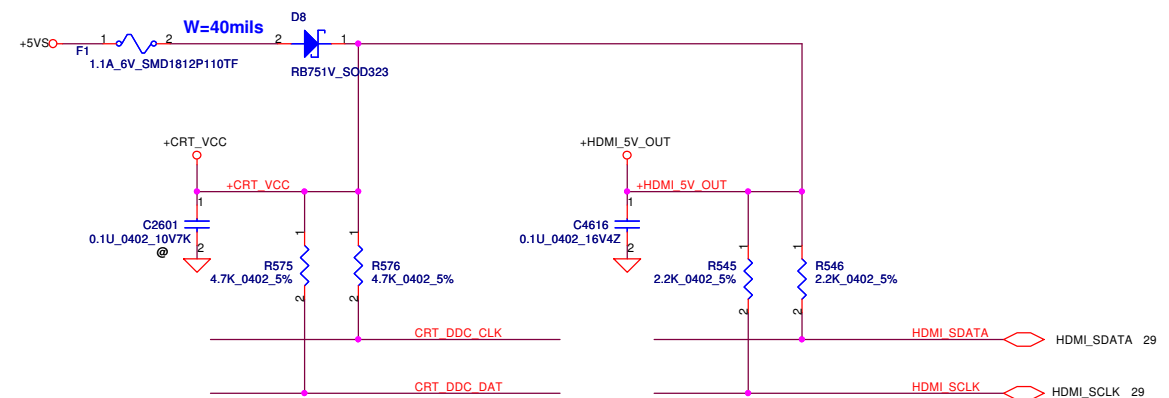 D8
W=40mils
+5VS
F1
1
2
2
1
1.1A_6V_SMD1812P110TF
RB751V_SOD323
+CRT_VCC
+HDMI_5V_OUT
+CRT_VCC
+HDMI_5V_OUT
1
1
C2601
0.1U_0402_10V7K
@
2
C4616
0.1U_0402_16V4Z
2
1
1
1
1
R575
4.7K_0402_5%
R576
4.7K_0402_5%
R545
2.2K_0402_5%
R546
2.2K_0402_5%
2
2
2
2
CRT_DDC_CLK
HDMI_SDATA
HDMI_SDATA 29
CRT_DDC_DAT
HDMI_SCLK
HDMI_SCLK 29